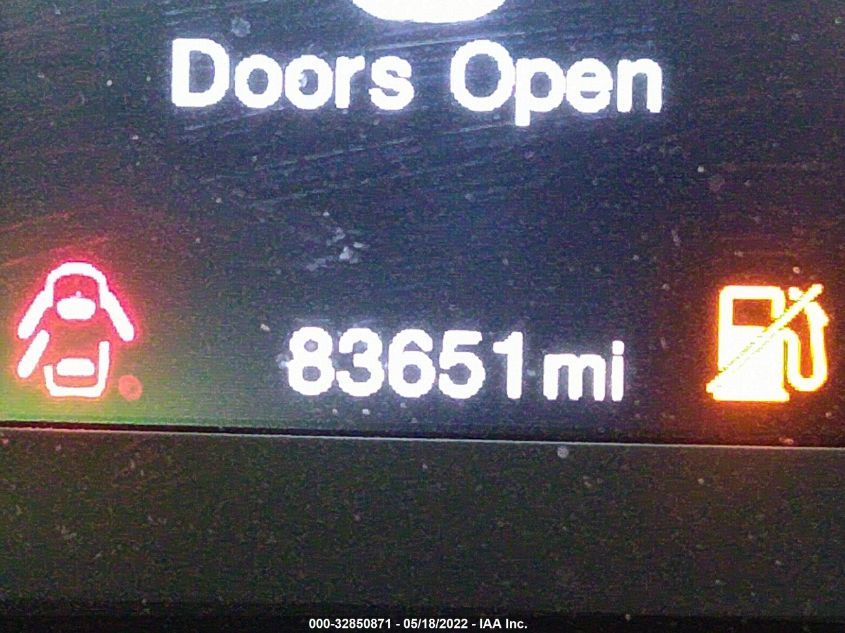 Doors Open
83651 mi
000-32850871 - 05/18/2022 - IAA Inc.